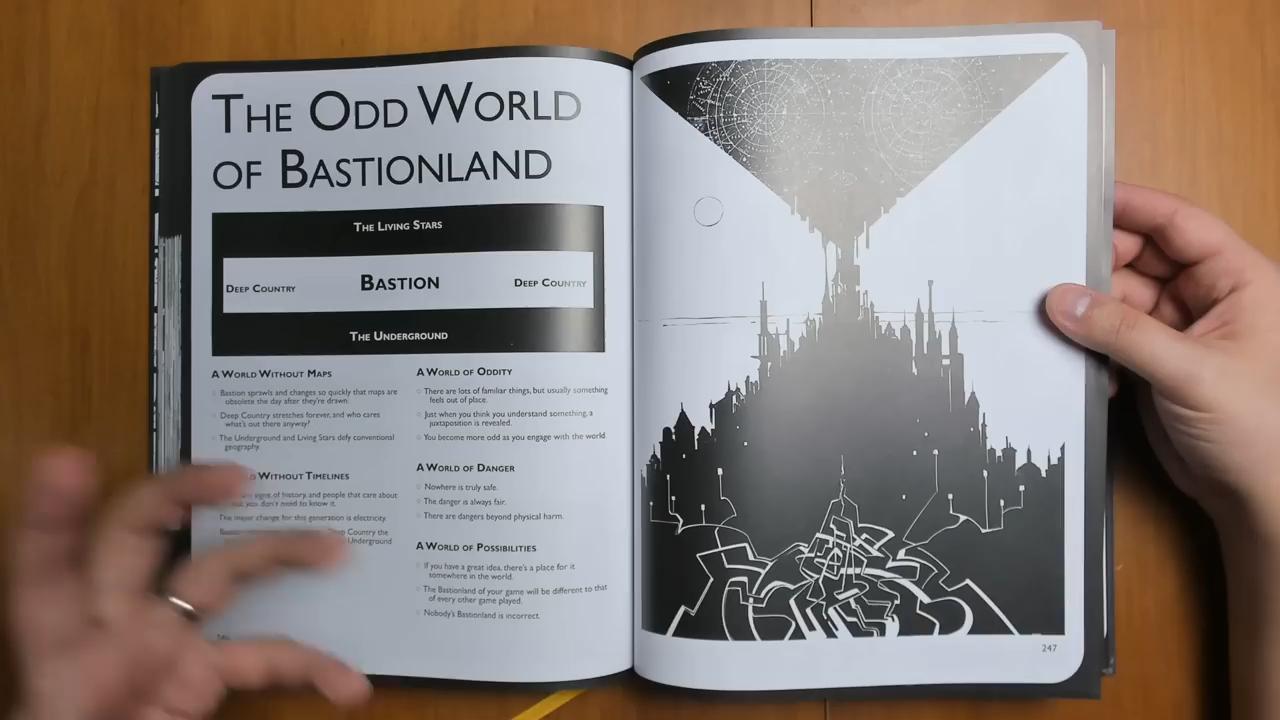 The Odd World
of Bastionland
The Living Stars
Deep Country
Bastion
Deep Country
The Underground
A World Without Maps
Bastion sprawls and changes so quickly that maps are
obsolete the day after they're drawn.
Deep Country stretches forever, and who cares
what's out there anyway?
The Underground and Living Stars defy conventional
geography.
Without Timelines
signs of history, and people that care about
you don't need to know it.
The major change for this generation is electricity.
Deep Country the
Underground
A World of Oddity
There are lots of familiar things, but usually something
feels out of place.
Just when you think you understand something, a
juxtaposition is revealed.
You become more odd as you engage with the world
A World of Danger
Nowhere is truly safe.
The danger is always fair.
There are dangers beyond physical harm.
A World of Possibilities
If you have a great idea, there's a place for it
somewhere in the world.
The Bastionland of your game will be different to that
of every other game played.
Nobody's Bastionland is incorrect.
247